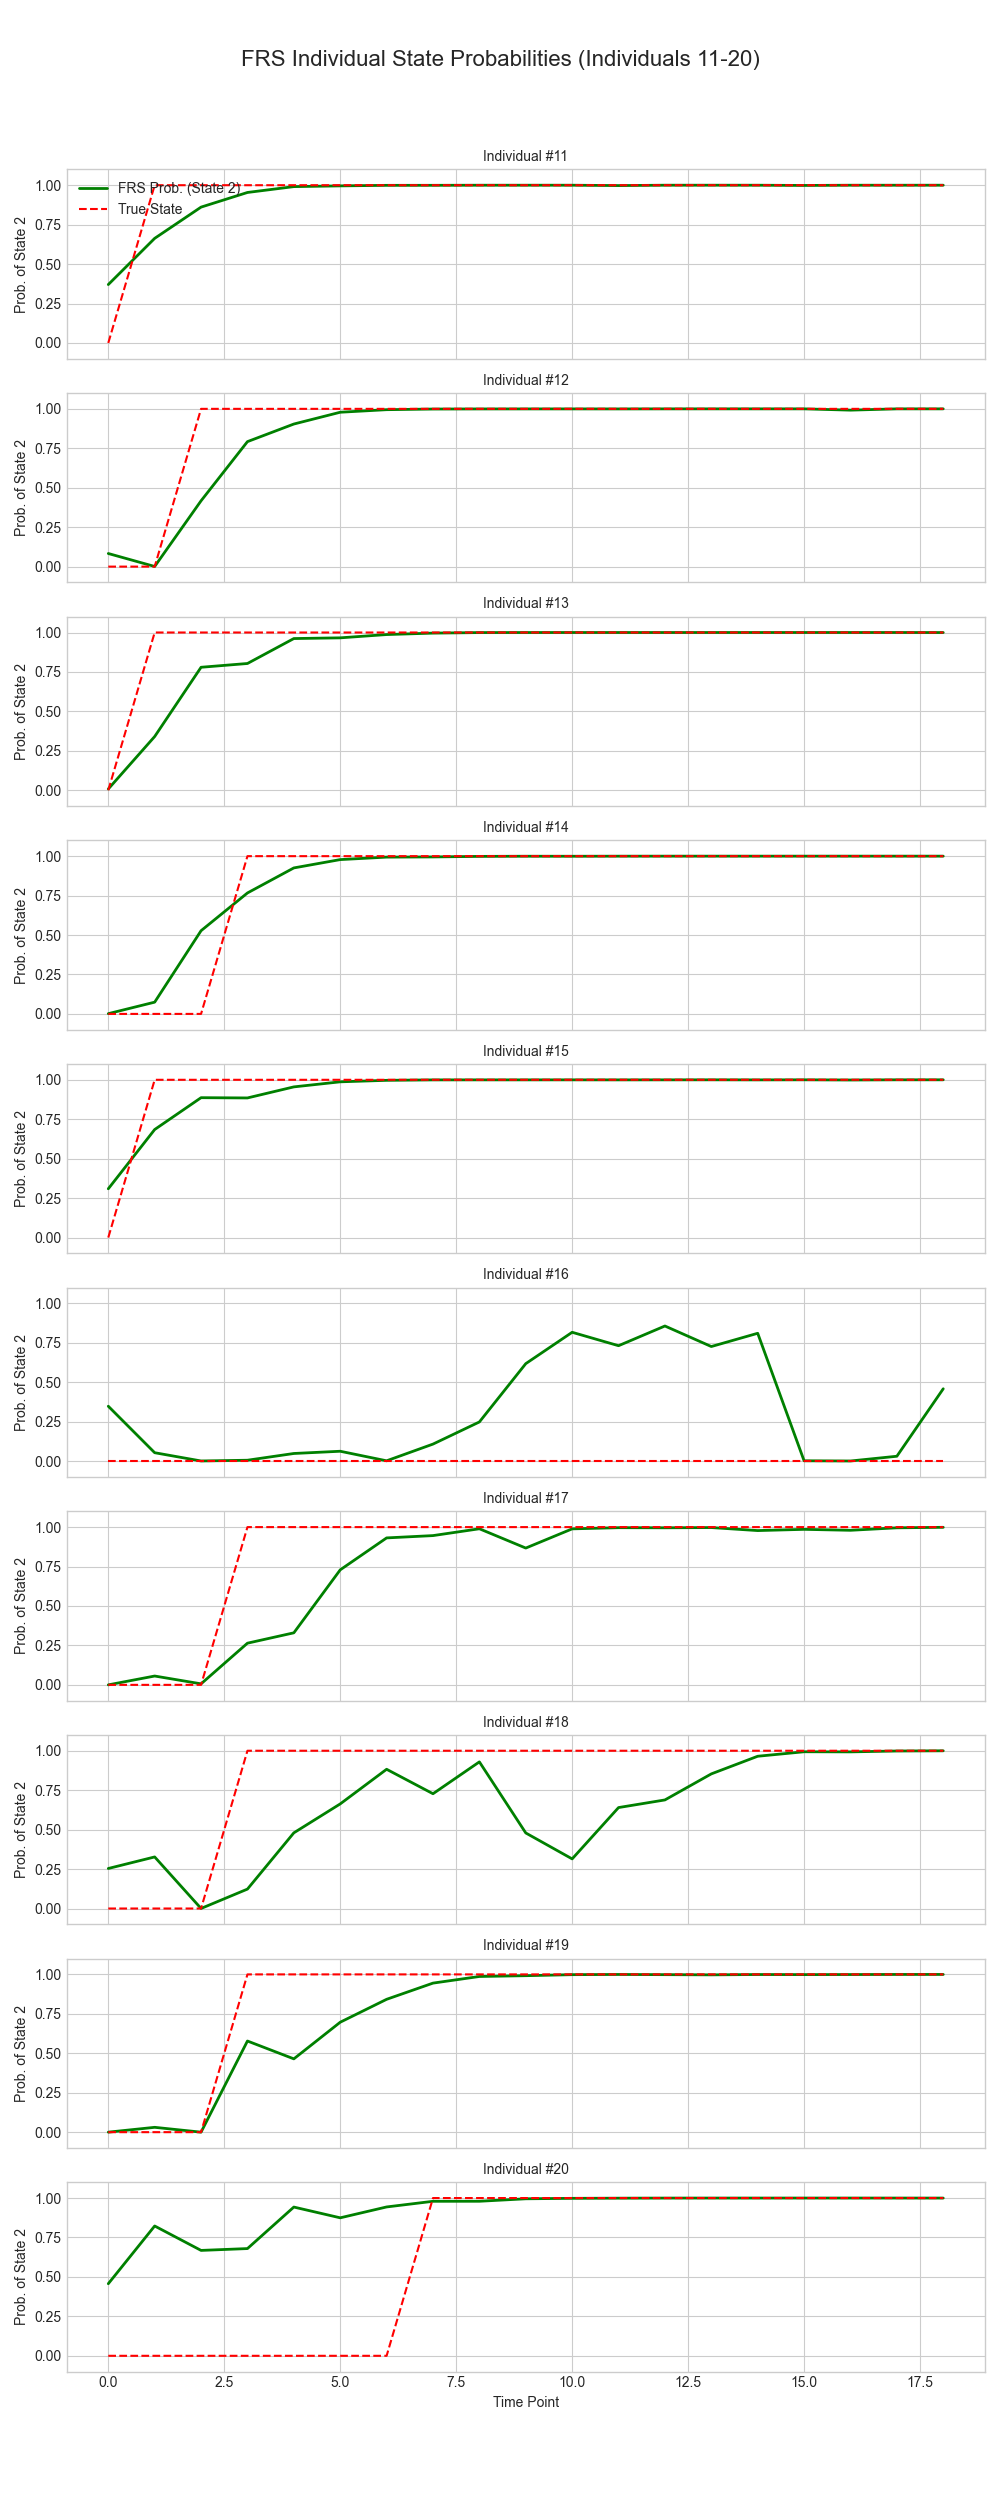 FRS Individual State Probabilities (Individuals 11-20)
Individual #11
FRS Prob. (State 2)
True State
Prob. of State 2
1.00
0.75
0.50
0.25
0.00
Individual #12
Prob. of State 2
1.00
0.75
0.50
0.25
0.00
Individual #13
Prob. of State 2
1.00
0.75
0.50
0.25
0.00
Individual #14
Prob. of State 2
1.00
0.75
0.50
0.25
0.00
Individual #15
Prob. of State 2
1.00
0.75
0.50
0.25
0.00
Individual #16
Prob. of State 2
1.00
0.75
0.50
0.25
0.00
Individual #17
Prob. of State 2
1.00
0.75
0.50
0.25
0.00
Individual #18
Prob. of State 2
1.00
0.75
0.50
0.25
0.00
Individual #19
Prob. of State 2
1.00
0.75
0.50
0.25
0.00
Individual #20
Prob. of State 2
1.00
0.75
0.50
0.25
0.00
0.0 2.5 5.0 7.5 10.0 12.5 15.0 17.5
Time Point